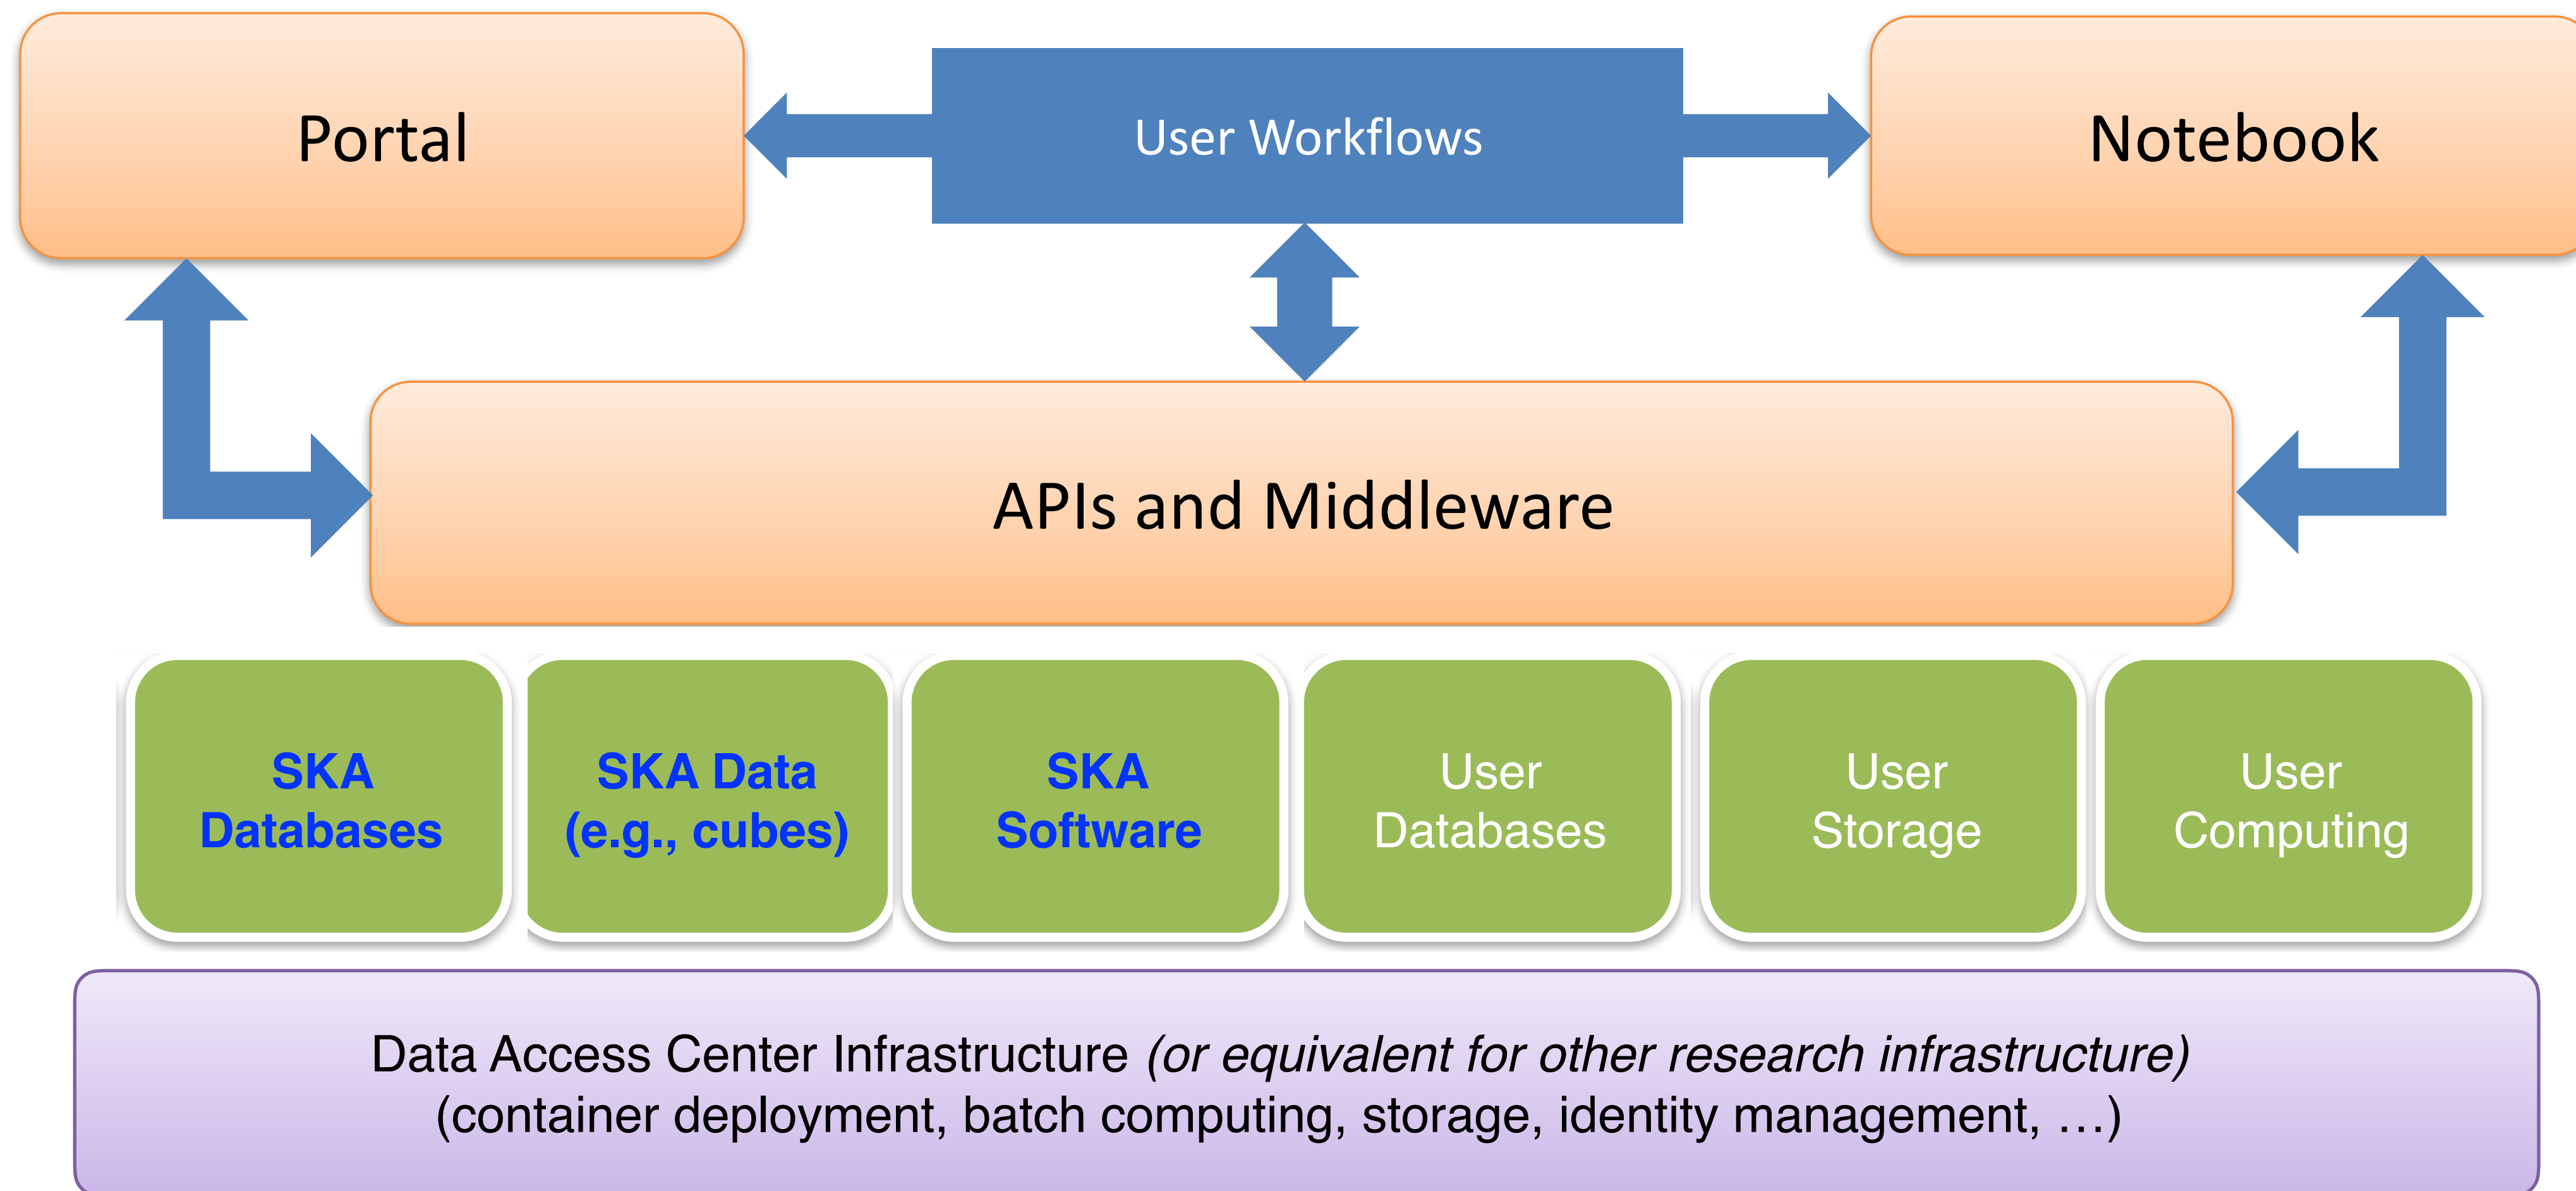 Portal
User Workflows
Notebook
APIs and Middleware
SKA
Databases
SKA Data
(e.g., cubes)
SKA
Software
User
Databases
User
Storage
User
Computing
Data Access Center Infrastructure (or equivalent for other research infrastructure)
(container deployment, batch computing, storage, identity management, …)